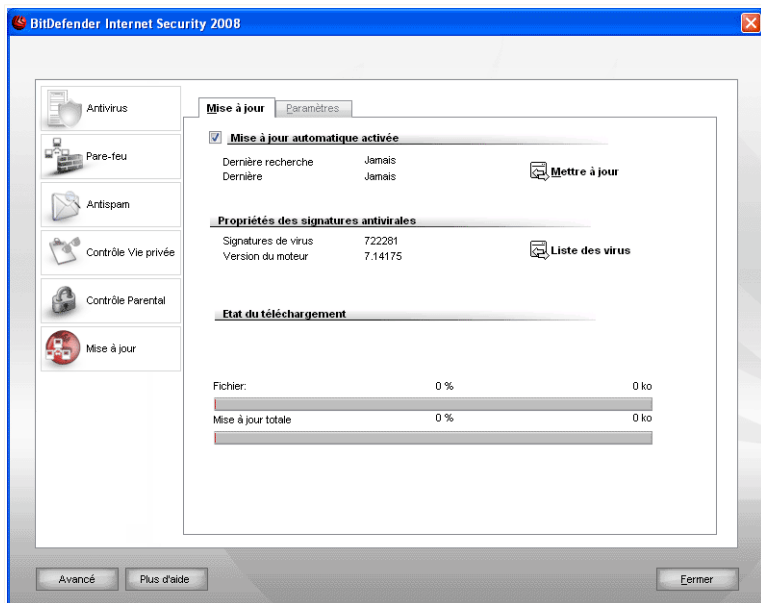 BitDefender Internet Security 2008
Antivirus
Pare-feu
Antispam
Contrôle Vie privée
Contrôle Parental
Mise à jour
Mise à jour
Paramètres
Mise à jour automatique activée
Dernière recherche Jamais
Dernière Jamais
Mettre à jour
Propriétés des signatures antivirales
Signatures de virus 722281
Version du moteur 7.14175
Liste des virus
Etat du téléchargement
Fichier: 0 % 0 ko
Mise à jour totale 0 % 0 ko
Avancé
Plus d'aide
Fermer